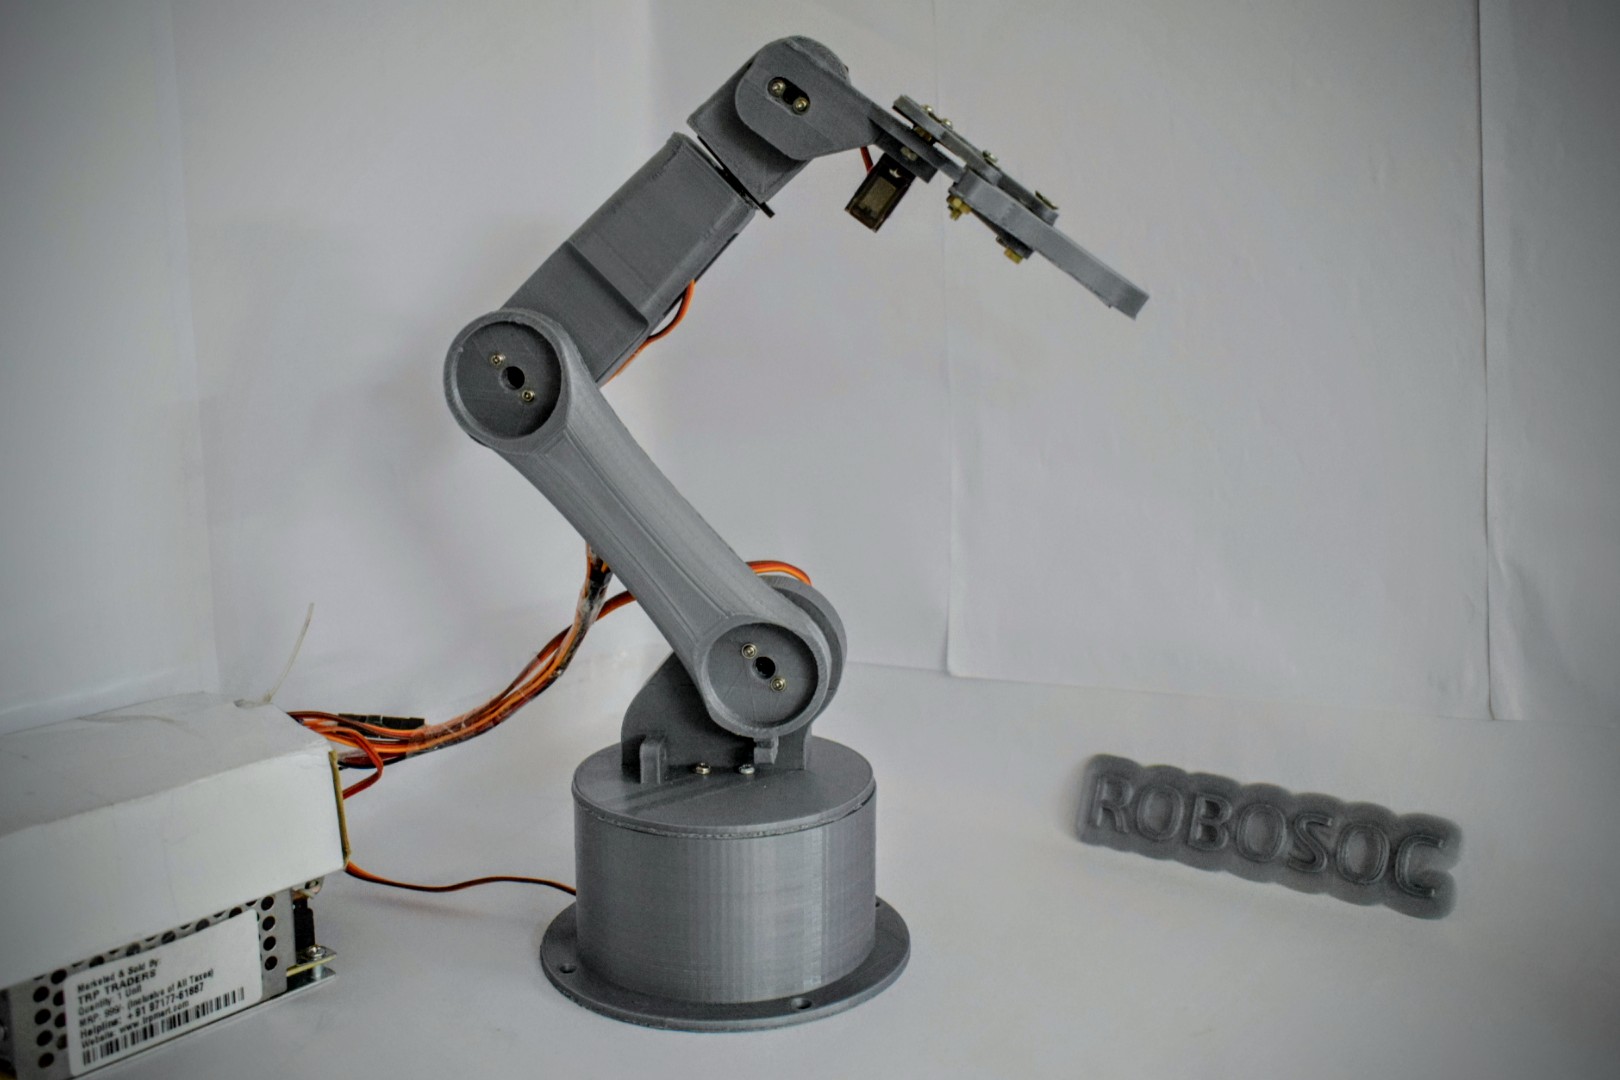 ROBOSOC
Marketed & Sold By:
TRP TRADERS
Quantity: 1 Unit
MRP: 999/- (Inclusive of All Taxes)
Helpline: +91 97177-81667
Website: www.trpmart.com